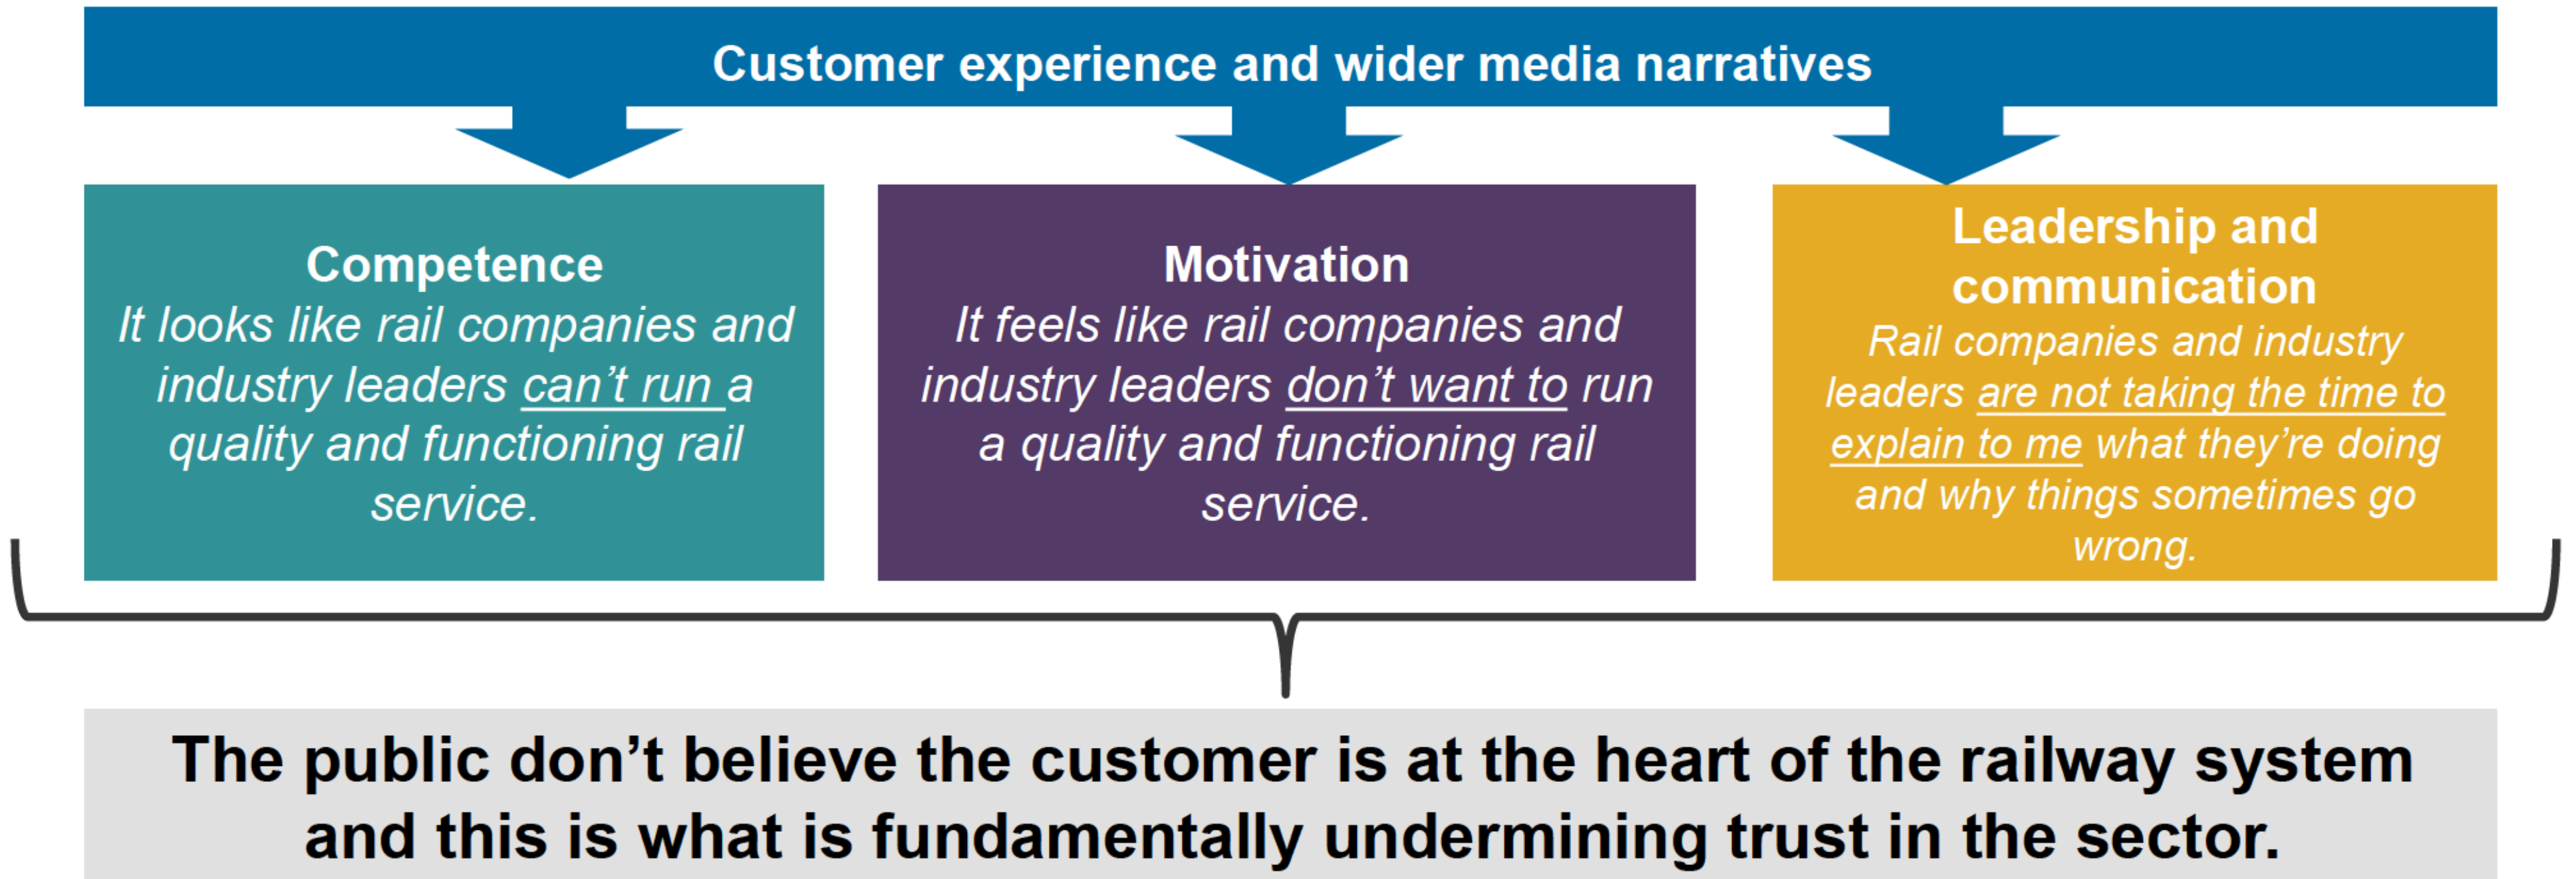 Customer experience and wider media narratives
Competence
It looks like rail companies and
industry leaders can’t run a
quality and functioning rail
service.
Motivation
It feels like rail companies and
industry leaders don’t want to run
a quality and functioning rail
service.
Leadership and
communication
Rail companies and industry
leaders are not taking the time to
explain to me what they’re doing
and why things sometimes go
wrong.
The public don’t believe the customer is at the heart of the railway system
and this is what is fundamentally undermining trust in the sector.